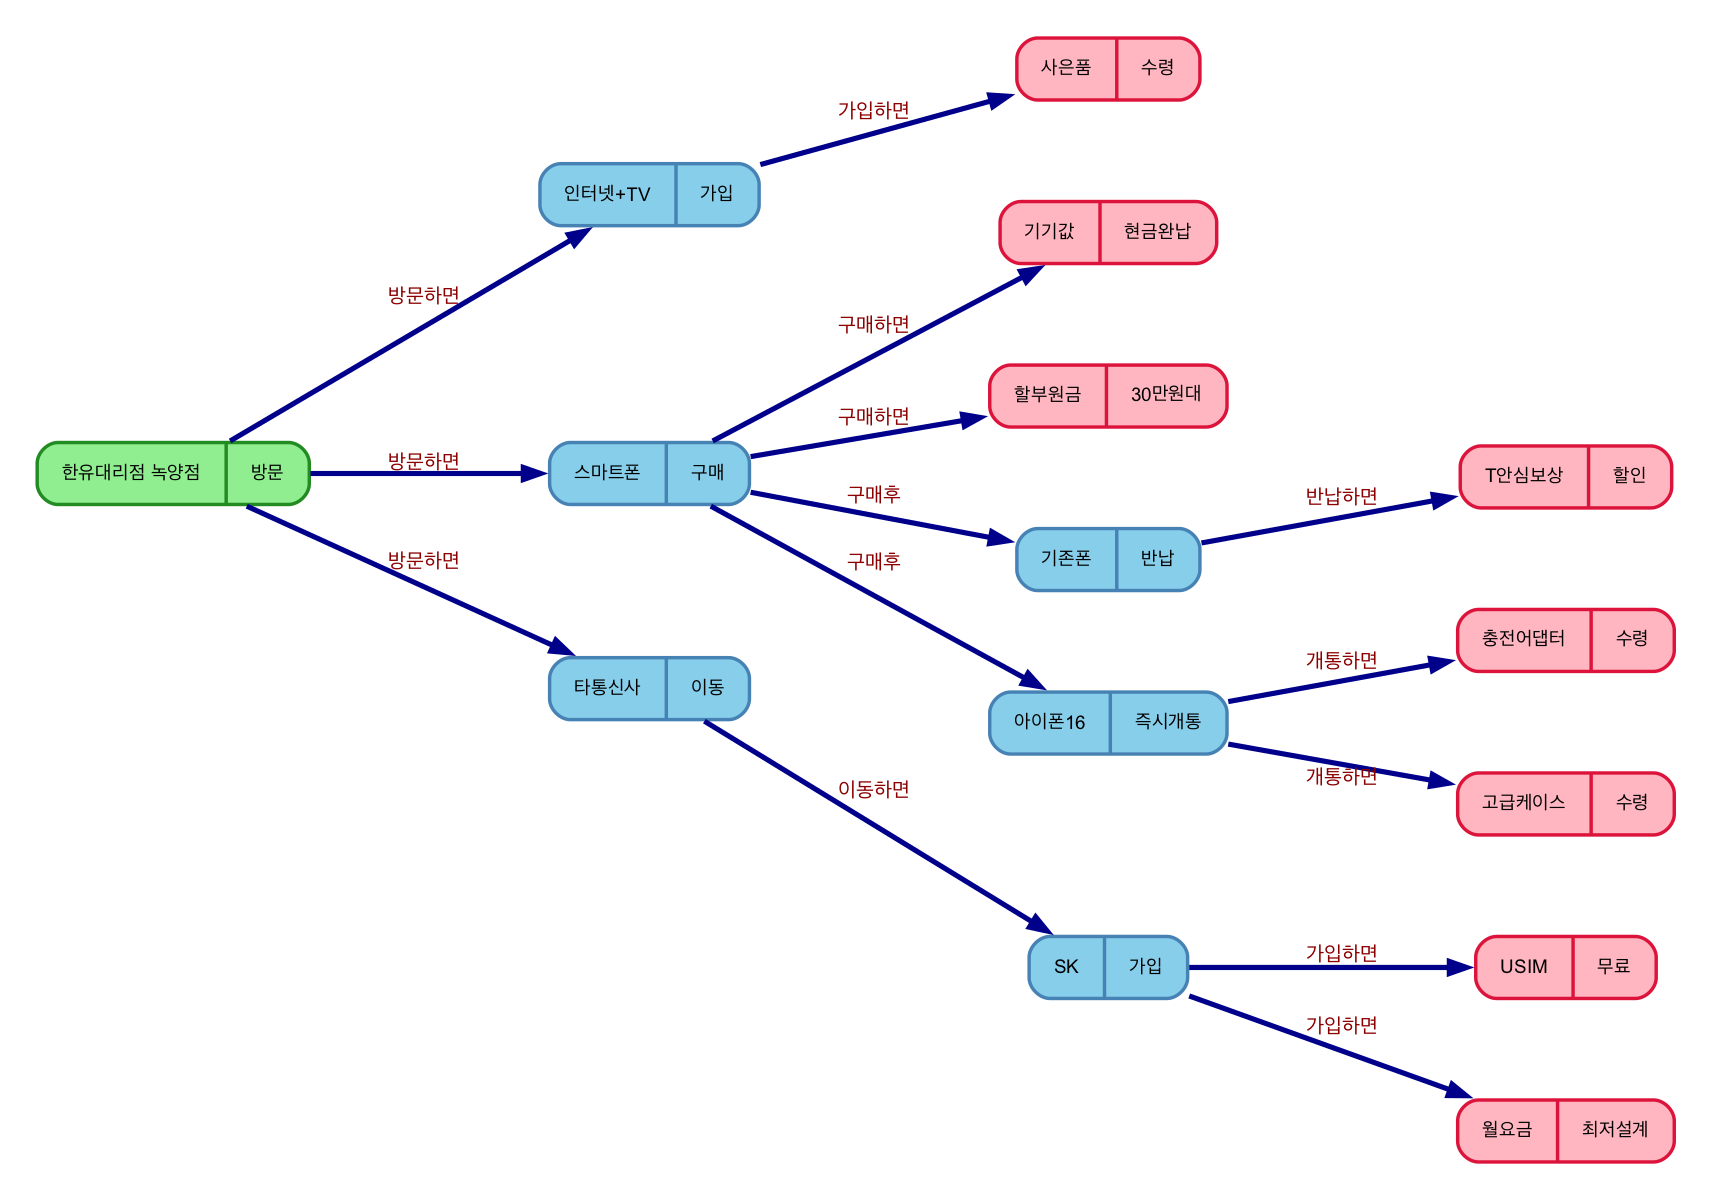 사은품 수령
가입하면
인터넷+TV 가입
기기값 현금완납
방문하면
구매하면
할부원금 30만원대
구매하면
한유대리점 녹양점 방문
방문하면
스마트폰 구매
T안심보상 할인
구매후
반납하면
방문하면
구매후
기존폰 반납
충전어댑터 수령
개통하면
타통신사 이동
아이폰16 즉시개통
개통하면
이동하면
고급케이스 수령
가입하면
SK 가입
USIM 무료
가입하면
월요금 최저설계